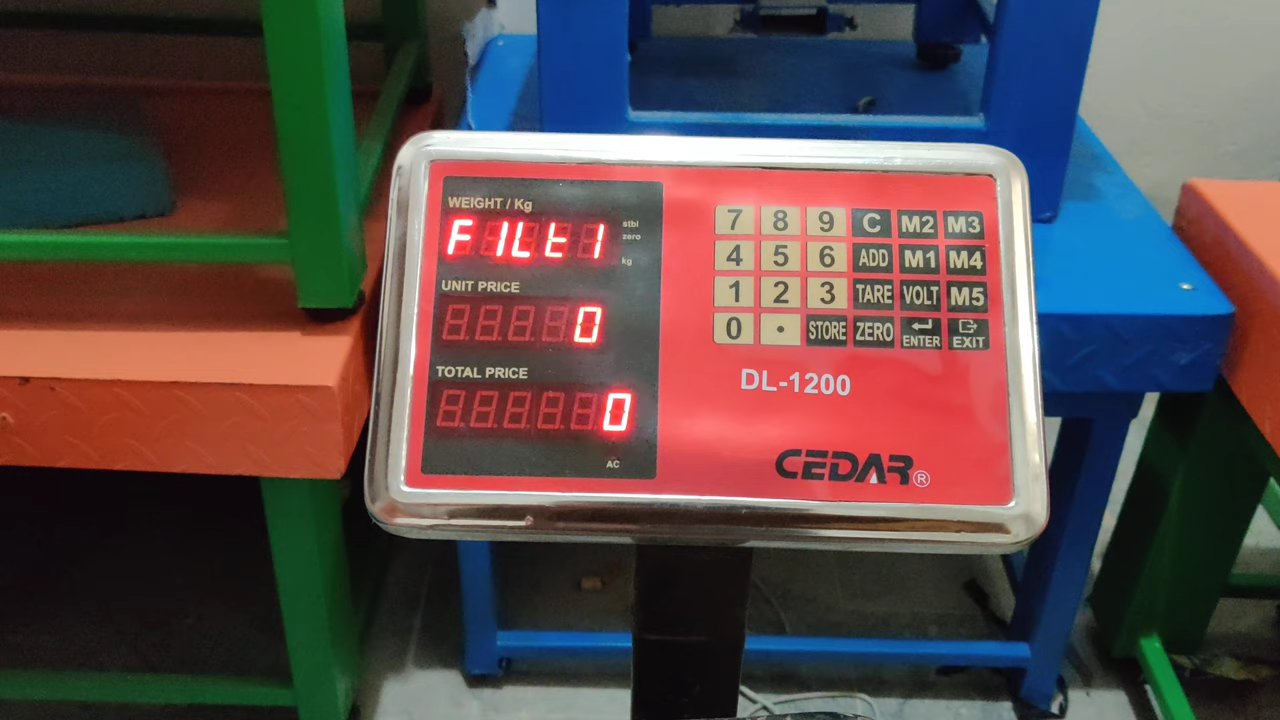 WEIGHT / Kg
FILt1
stbl
zero
kg
UNIT PRICE
0
TOTAL PRICE
0
AC
7 8 9 C M2 M3
4 5 6 ADD M1 M4
1 2 3 TARE VOLT M5
0 . STORE ZERO ENTER EXIT
DL-1200
CEDAR®